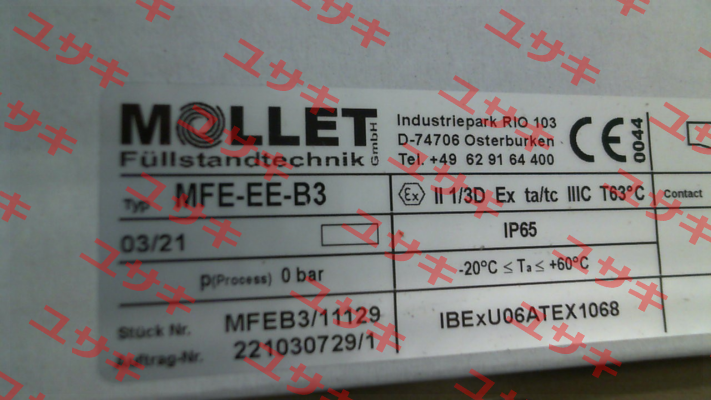 MOLLET
GmbH
Füllstandtechnik
Industriepark RIO 103
D-74706 Osterburken
Tel. +49 62 91 64 400
CE 0044
Typ MFE-EE-B3
Ex II 1/3D Ex ta/tc IIIC T63°C
Contact
03/21
IP65
p(Process) 0 bar
-20°C ≤ Ta ≤ +60°C
Stück Nr. MFEB3/11129
IBExU06ATEX1068
Auftrag-Nr. 221030729/1
ユサキ